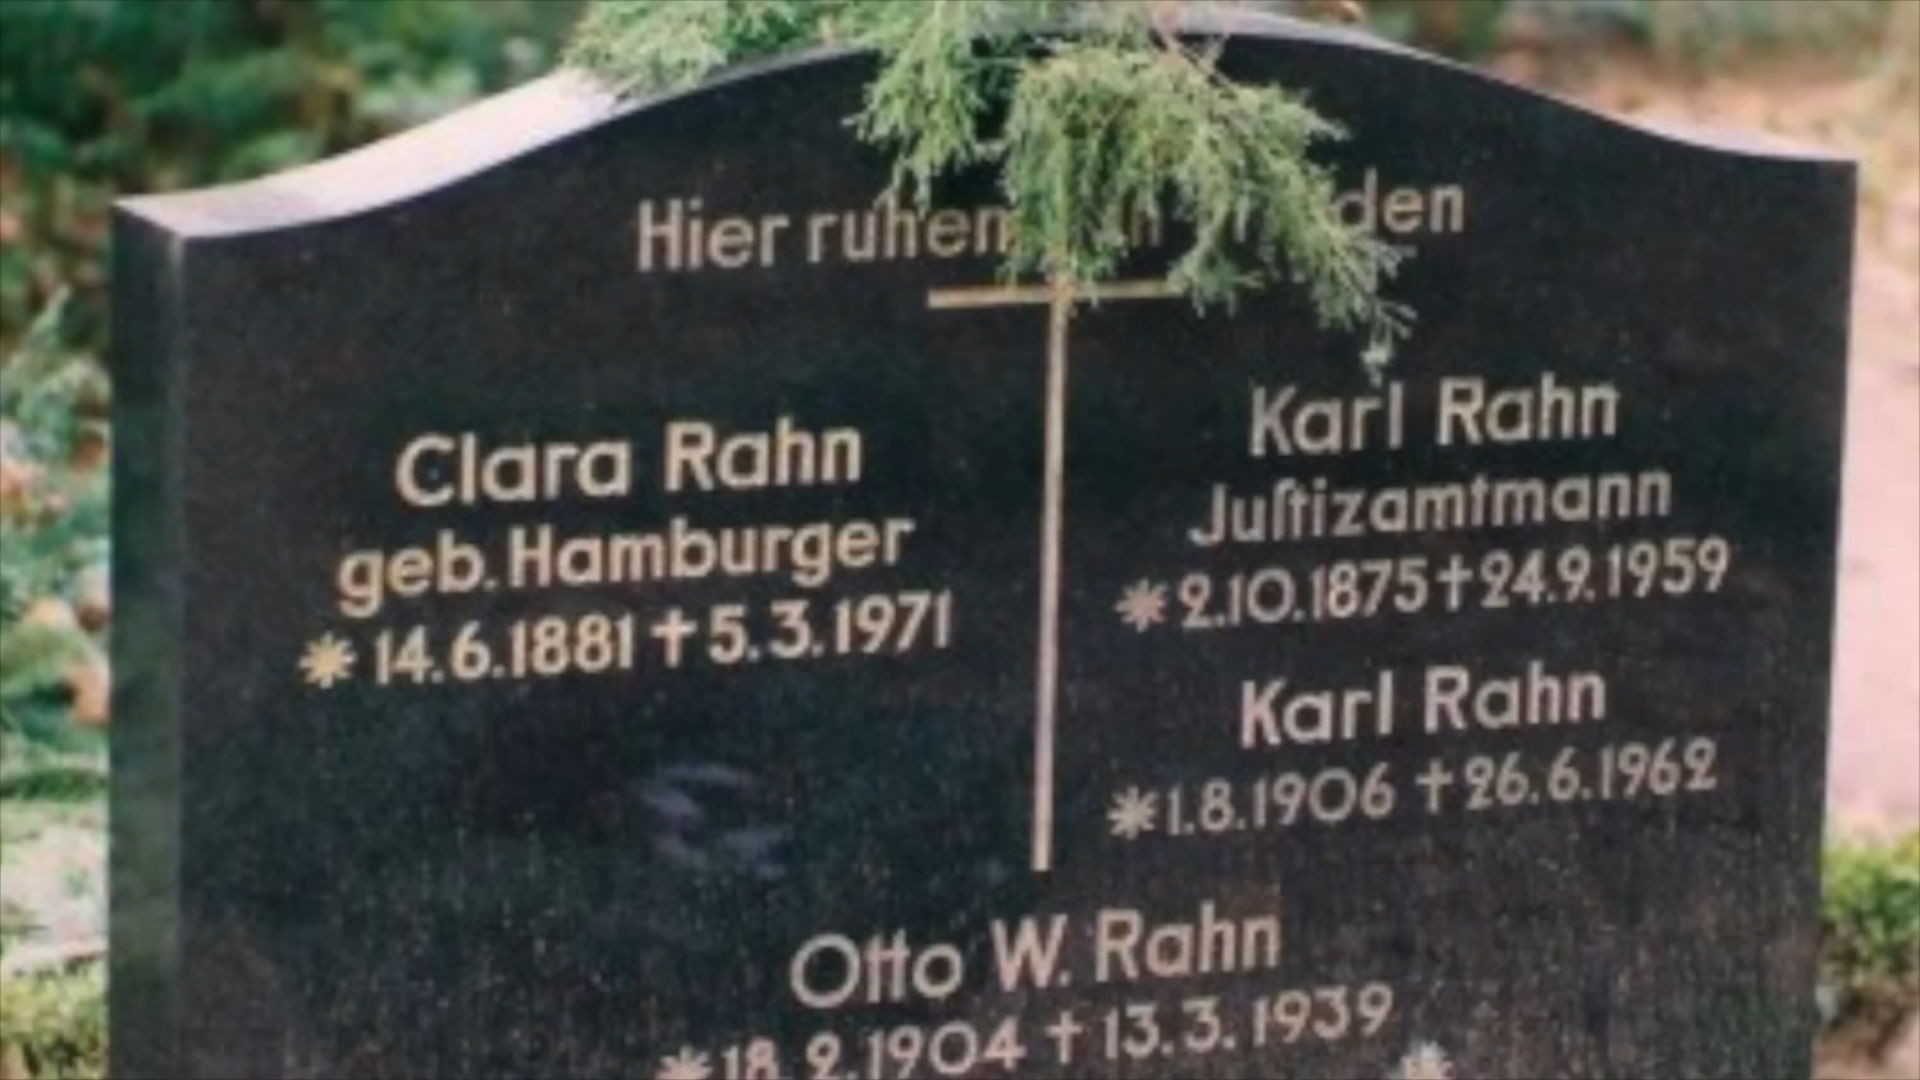 Hier ruhen
Clara Rahn
geb. Hamburger
* 14.6.1881 † 5.3.1971
Karl Rahn
Juſtizamtmann
* 2.10.1875 † 24.9.1959
Karl Rahn
* 1.8.1906 † 26.6.1962
Otto W. Rahn
* 18.2.1904 † 13.3.1939